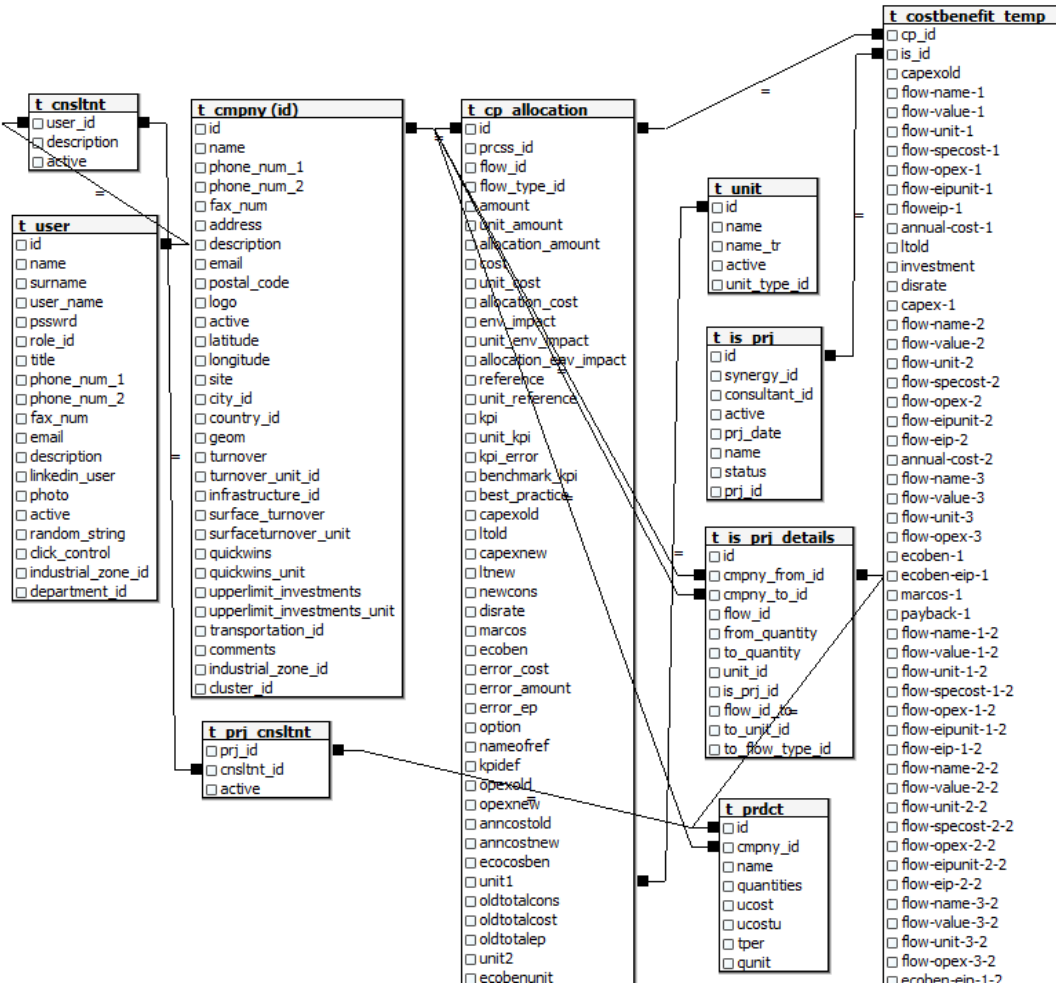 t_cnsltnt
user_id
description
active
t_user
id
name
surname
user_name
psswrd
role_id
title
phone_num_1
phone_num_2
fax_num
email
description
linkedin_user
photo
active
random_string
click_control
industrial_zone_id
department_id
t_cmpny (id)
id
name
phone_num_1
phone_num_2
fax_num
address
description
email
postal_code
logo
active
latitude
longitude
site
city_id
country_id
geom
turnover
turnover_unit_id
infrastructure_id
surface_turnover
surfaceturnover_unit
quickwins
quickwins_unit
upperlimit_investments
upperlimit_investments_unit
transportation_id
comments
industrial_zone_id
cluster_id
t_prj_cnsltnt
prj_id
cnsltnt_id
active
t_cp_allocation
id
prcss_id
flow_id
flow_type_id
amount
unit_amount
allocation_amount
cost
unit_cost
allocation_cost
env_impact
unit_env_impact
allocation_env_impact
reference
unit_reference
kpi
unit_kpi
kpi_error
benchmark_kpi
best_practice
capexold
ltold
capexnew
ltnew
newcons
disrate
marcos
ecoben
error_cost
error_amount
error_ep
option
nameofref
kpidef
opexold
opexnew
anncostold
anncostnew
ecocosben
unit1
oldtotalcons
oldtotalcost
oldtotalep
unit2
ecobenunit
t_unit
id
name
name_tr
active
unit_type_id
t_is_prj
id
synergy_id
consultant_id
active
prj_date
name
status
prj_id
t_is_prj_details
id
cmpny_from_id
cmpny_to_id
flow_id
from_quantity
to_quantity
unit_id
is_prj_id
flow_id_to
to_unit_id
to_flow_type_id
t_prdct
id
cmpny_id
name
quantities
ucost
ucostu
tper
qunit
t_costbenefit_temp
cp_id
is_id
capexold
flow-name-1
flow-value-1
flow-unit-1
flow-specost-1
flow-opex-1
flow-eipunit-1
floweip-1
annual-cost-1
ltold
investment
disrate
capex-1
flow-name-2
flow-value-2
flow-unit-2
flow-specost-2
flow-opex-2
flow-eipunit-2
flow-eip-2
annual-cost-2
flow-name-3
flow-value-3
flow-unit-3
flow-opex-3
ecoben-1
ecoben-eip-1
marcos-1
payback-1
flow-name-1-2
flow-value-1-2
flow-unit-1-2
flow-specost-1-2
flow-opex-1-2
flow-eipunit-1-2
flow-eip-1-2
flow-name-2-2
flow-value-2-2
flow-unit-2-2
flow-specost-2-2
flow-opex-2-2
flow-eipunit-2-2
flow-eip-2-2
flow-name-3-2
flow-value-3-2
flow-unit-3-2
flow-opex-3-2
ecoben-eip-1-2